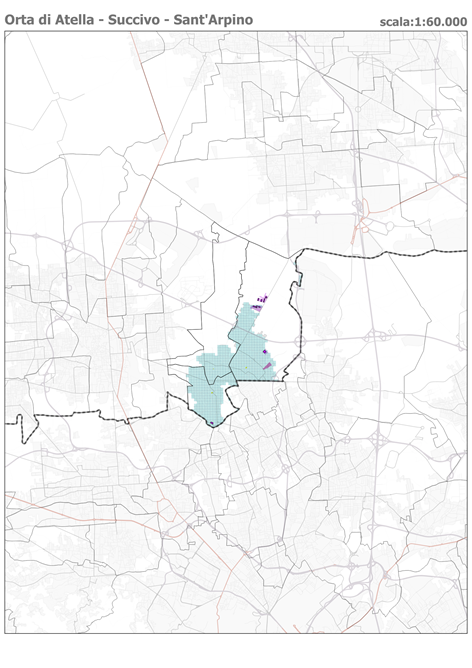 Orta di Atella - Succivo - Sant'Arpino
scala:1:60.000